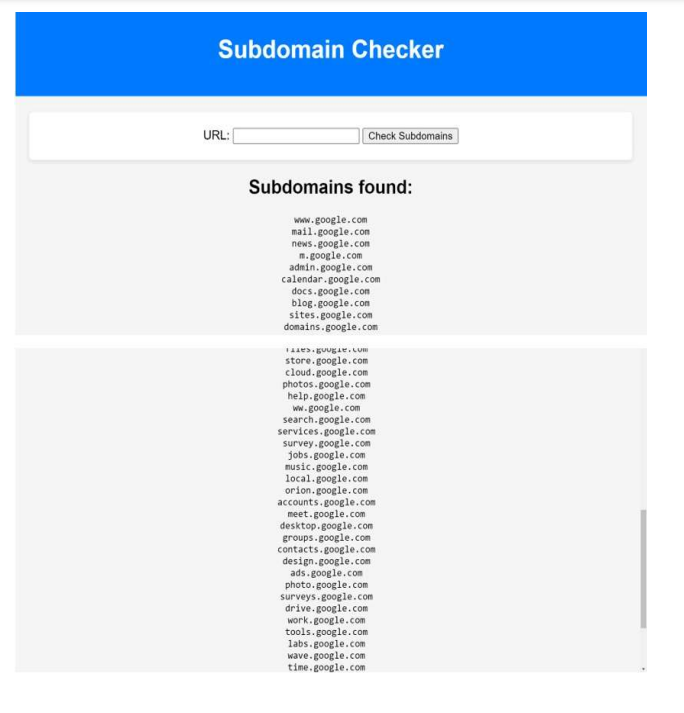 Subdomain Checker
URL: Check Subdomains
Subdomains found:
www.google.com
mail.google.com
news.google.com
m.google.com
admin.google.com
calendar.google.com
docs.google.com
blog.google.com
sites.google.com
domains.google.com
files.google.com
store.google.com
cloud.google.com
photos.google.com
help.google.com
ww.google.com
search.google.com
services.google.com
survey.google.com
jobs.google.com
music.google.com
local.google.com
orion.google.com
accounts.google.com
meet.google.com
desktop.google.com
groups.google.com
contacts.google.com
design.google.com
ads.google.com
photo.google.com
surveys.google.com
drive.google.com
work.google.com
tools.google.com
labs.google.com
wave.google.com
time.google.com